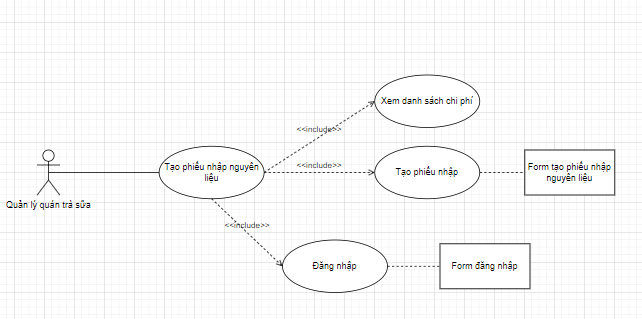 Xem danh sách chi phí
<<include>>
Tạo phiếu nhập nguyên
liệu
<<include>>
Tạo phiếu nhập
Form tạo phiếu nhập
nguyên liệu
Quản lý quán trà sữa
<<include>>
Đăng nhập
Form đăng nhập